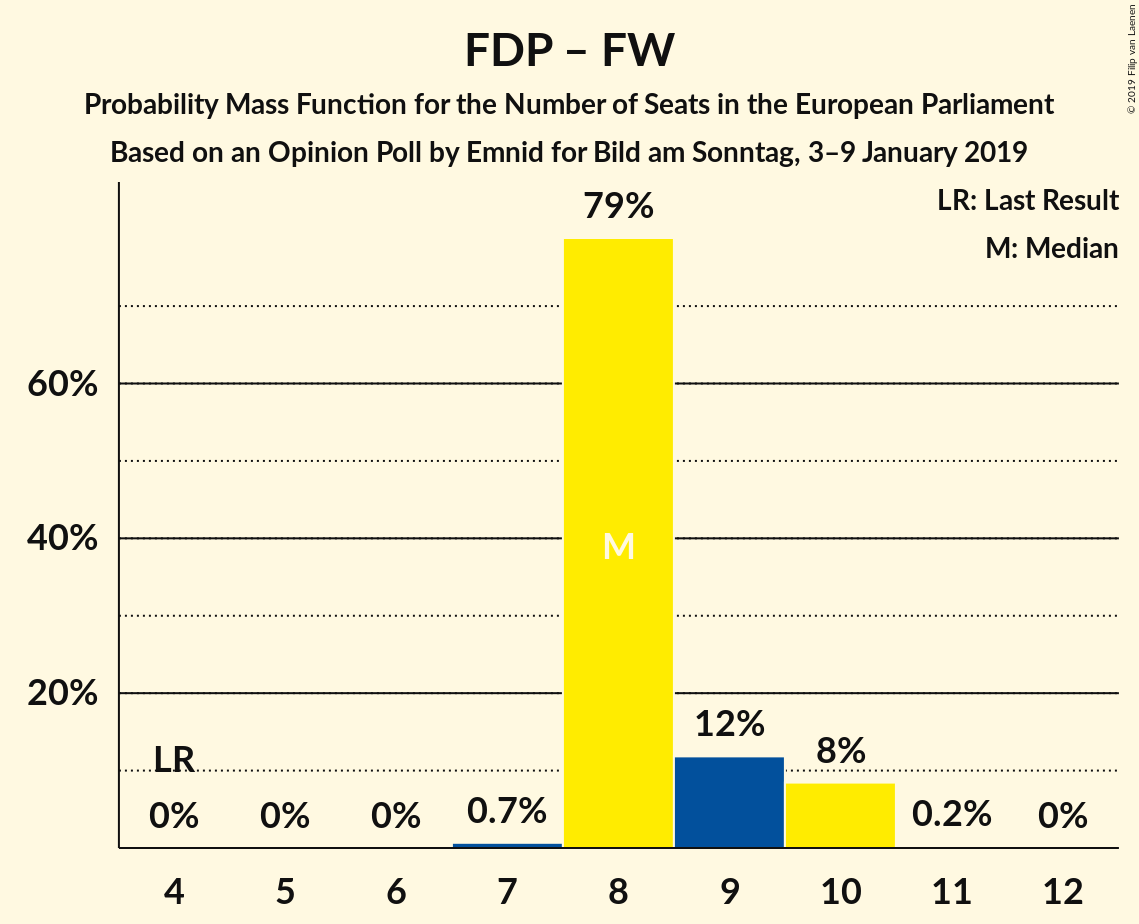 FDP – FW
Probability Mass Function for the Number of Seats in the European Parliament
Based on an Opinion Poll by Emnid for Bild am Sonntag, 3–9 January 2019
© 2019 Filip van Laenen
LR: Last Result
M: Median
79%
60%
40%
20%
M
LR
0%
0%
0%
0.7%
12%
8%
0.2%
0%
4 5 6 7 8 9 10 11 12